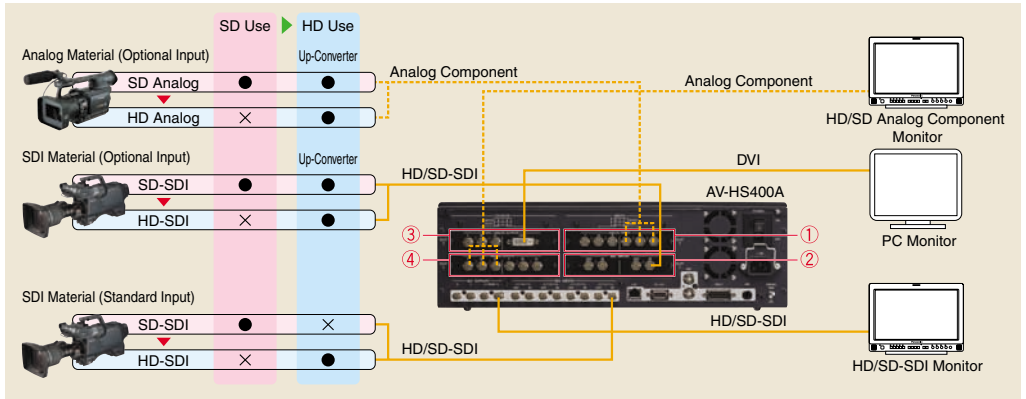 SD Use
HD Use
Analog Material (Optional Input)
Up-Converter
SD Analog
HD Analog
Analog Component
Analog Component
HD/SD Analog Component
Monitor
SDI Material (Optional Input)
Up-Converter
SD-SDI
HD-SDI
HD/SD-SDI
DVI
AV-HS400A
PC Monitor
③
①
④
②
SDI Material (Standard Input)
SD-SDI
HD-SDI
HD/SD-SDI
HD/SD-SDI
HD/SD-SDI Monitor